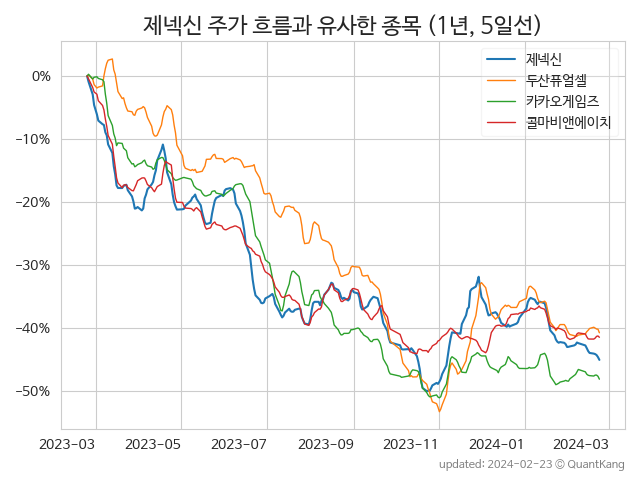 제넥신 주가 흐름과 유사한 종목 (1년, 5일선)
제넥신
두산퓨얼셀
카카오게임즈
콜마비앤에이치
0%
−10%
−20%
−30%
−40%
−50%
2023-03 2023-05 2023-07 2023-09 2023-11 2024-01 2024-03
updated: 2024-02-23 © QuantKang